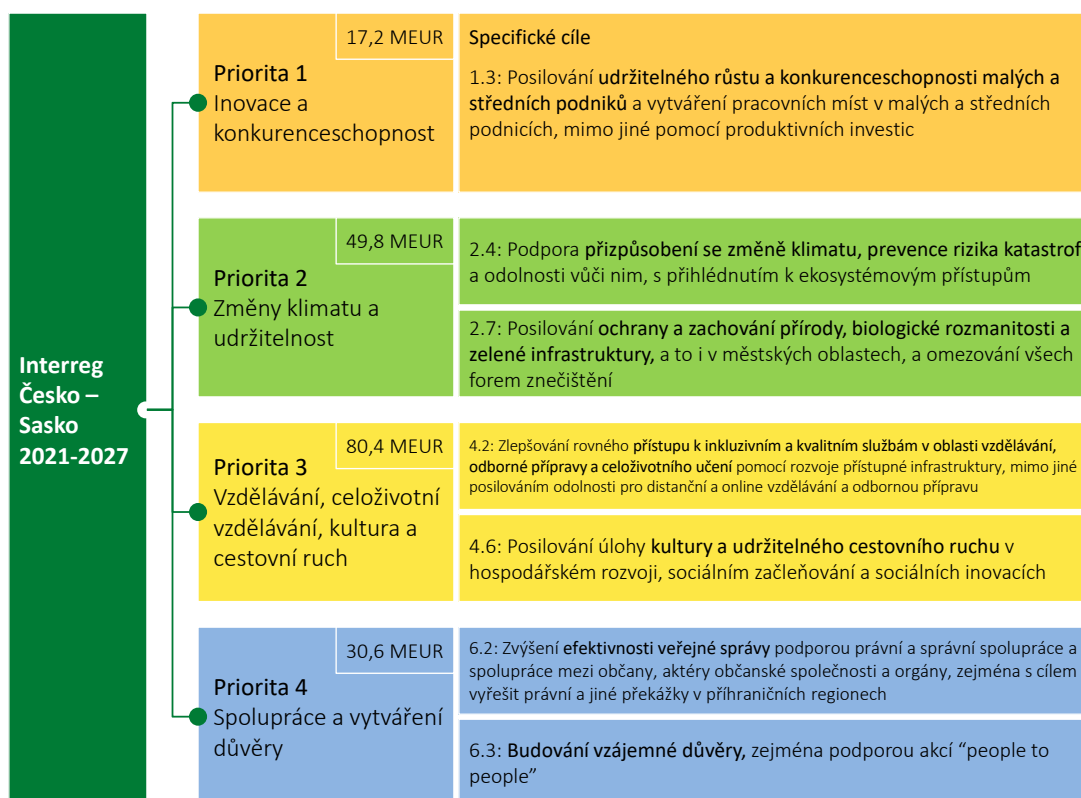 Interreg
Česko –
Sasko
2021-2027
17,2 MEUR
Priorita 1
Inovace a
konkurenceschopnost
Specifické cíle
1.3: Posilování udržitelného růstu a konkurenceschopnosti malých a
středních podniků a vytváření pracovních míst v malých a středních
podnicích, mimo jiné pomocí produktivních investic
49,8 MEUR
Priorita 2
Změny klimatu a
udržitelnost
2.4: Podpora přizpůsobení se změně klimatu, prevence rizika katastrof
a odolnosti vůči nim, s přihlédnutím k ekosystémovým přístupům
2.7: Posilování ochrany a zachování přírody, biologické rozmanitosti a
zelené infrastruktury, a to i v městských oblastech, a omezování všech
forem znečištění
80,4 MEUR
Priorita 3
Vzdělávání, celoživotní
vzdělávání, kultura a
cestovní ruch
4.2: Zlepšování rovného přístupu k inkluzivním a kvalitním službám v oblasti vzdělávání,
odborné přípravy a celoživotního učení pomocí rozvoje přístupné infrastruktury, mimo jiné
posilováním odolnosti pro distanční a online vzdělávání a odbornou přípravu
4.6: Posilování úlohy kultury a udržitelného cestovního ruchu v
hospodářském rozvoji, sociálním začleňování a sociálních inovacích
30,6 MEUR
Priorita 4
Spolupráce a vytváření
důvěry
6.2: Zvýšení efektivnosti veřejné správy podporou právní a správní spolupráce a
spolupráce mezi občany, aktéry občanské společnosti a orgány, zejména s cílem
vyřešit právní a jiné překážky v příhraničních regionech
6.3: Budování vzájemné důvěry, zejména podporou akcí “people to
people”